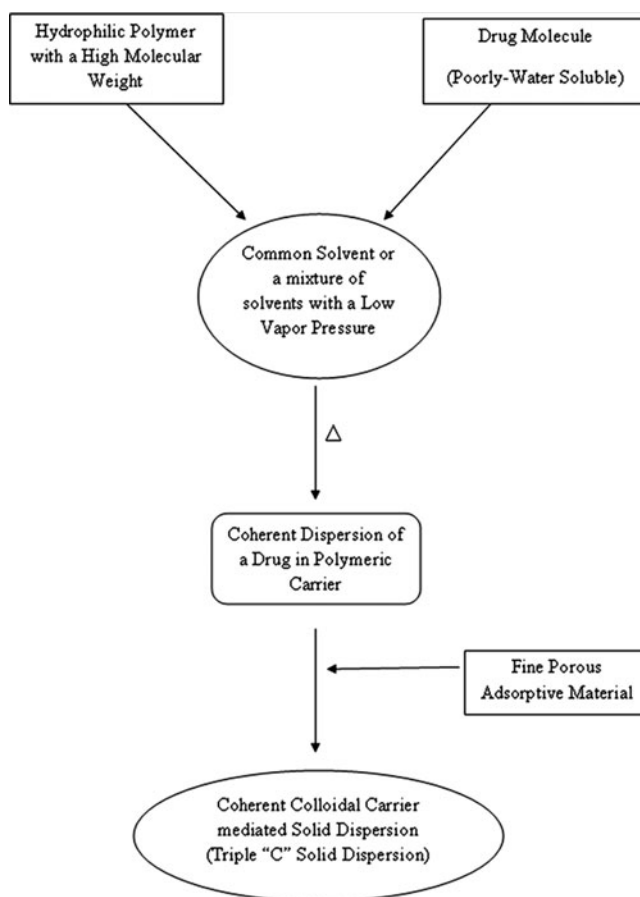 Hydrophilic Polymer
with a High Molecular
Weight
Drug Molecule
(Poorly-Water Soluble)
Common Solvent or
a mixture of
solvents with a Low
Vapor Pressure
△
Coherent Dispersion of
a Drug in Polymeric
Carrier
Fine Porous
Adsorptive Material
Coherent Colloidal Carrier
mediated Solid Dispersion
(Triple “C” Solid Dispersion)